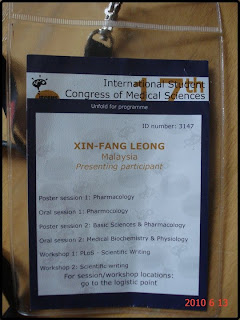 17th
International Student
Congress of Medical Sciences
Unfold for programme
ID number: 3147
XIN-FANG LEONG
Malaysia
Presenting participant
Poster session 1: Pharmacology
Oral session 1: Pharmocology
Poster session 2: Basic Sciences & Pharmacology
Oral session 2: Medical Biochemistry & Physiology
Workshop 1: PLoS - Scientific Writing
Workshop 2: Scientific writing
For session/workshop locations:
go to the logistic point
2010 6 13